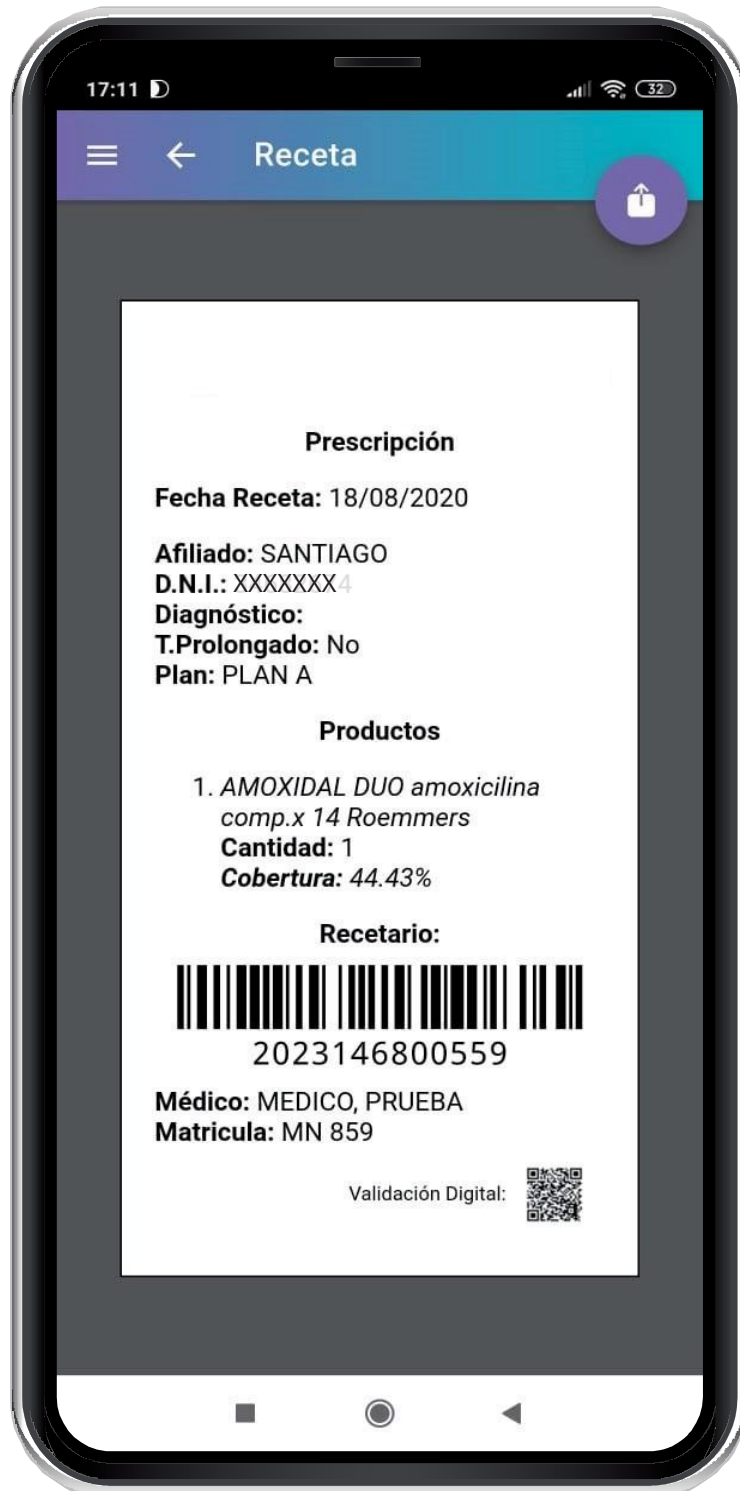 17:11
32
Receta
Prescripción
Fecha Receta: 18/08/2020
Afiliado: SANTIAGO
D.N.I.: XXXXXXX4
Diagnóstico:
T.Prolongado: No
Plan: PLAN A
Productos
1. AMOXIDAL DUO amoxicilina
comp.x 14 Roemmers
Cantidad: 1
Cobertura: 44.43%
Recetario:
2023146800559
Médico: MEDICO, PRUEBA
Matricula: MN 859
Validación Digital: